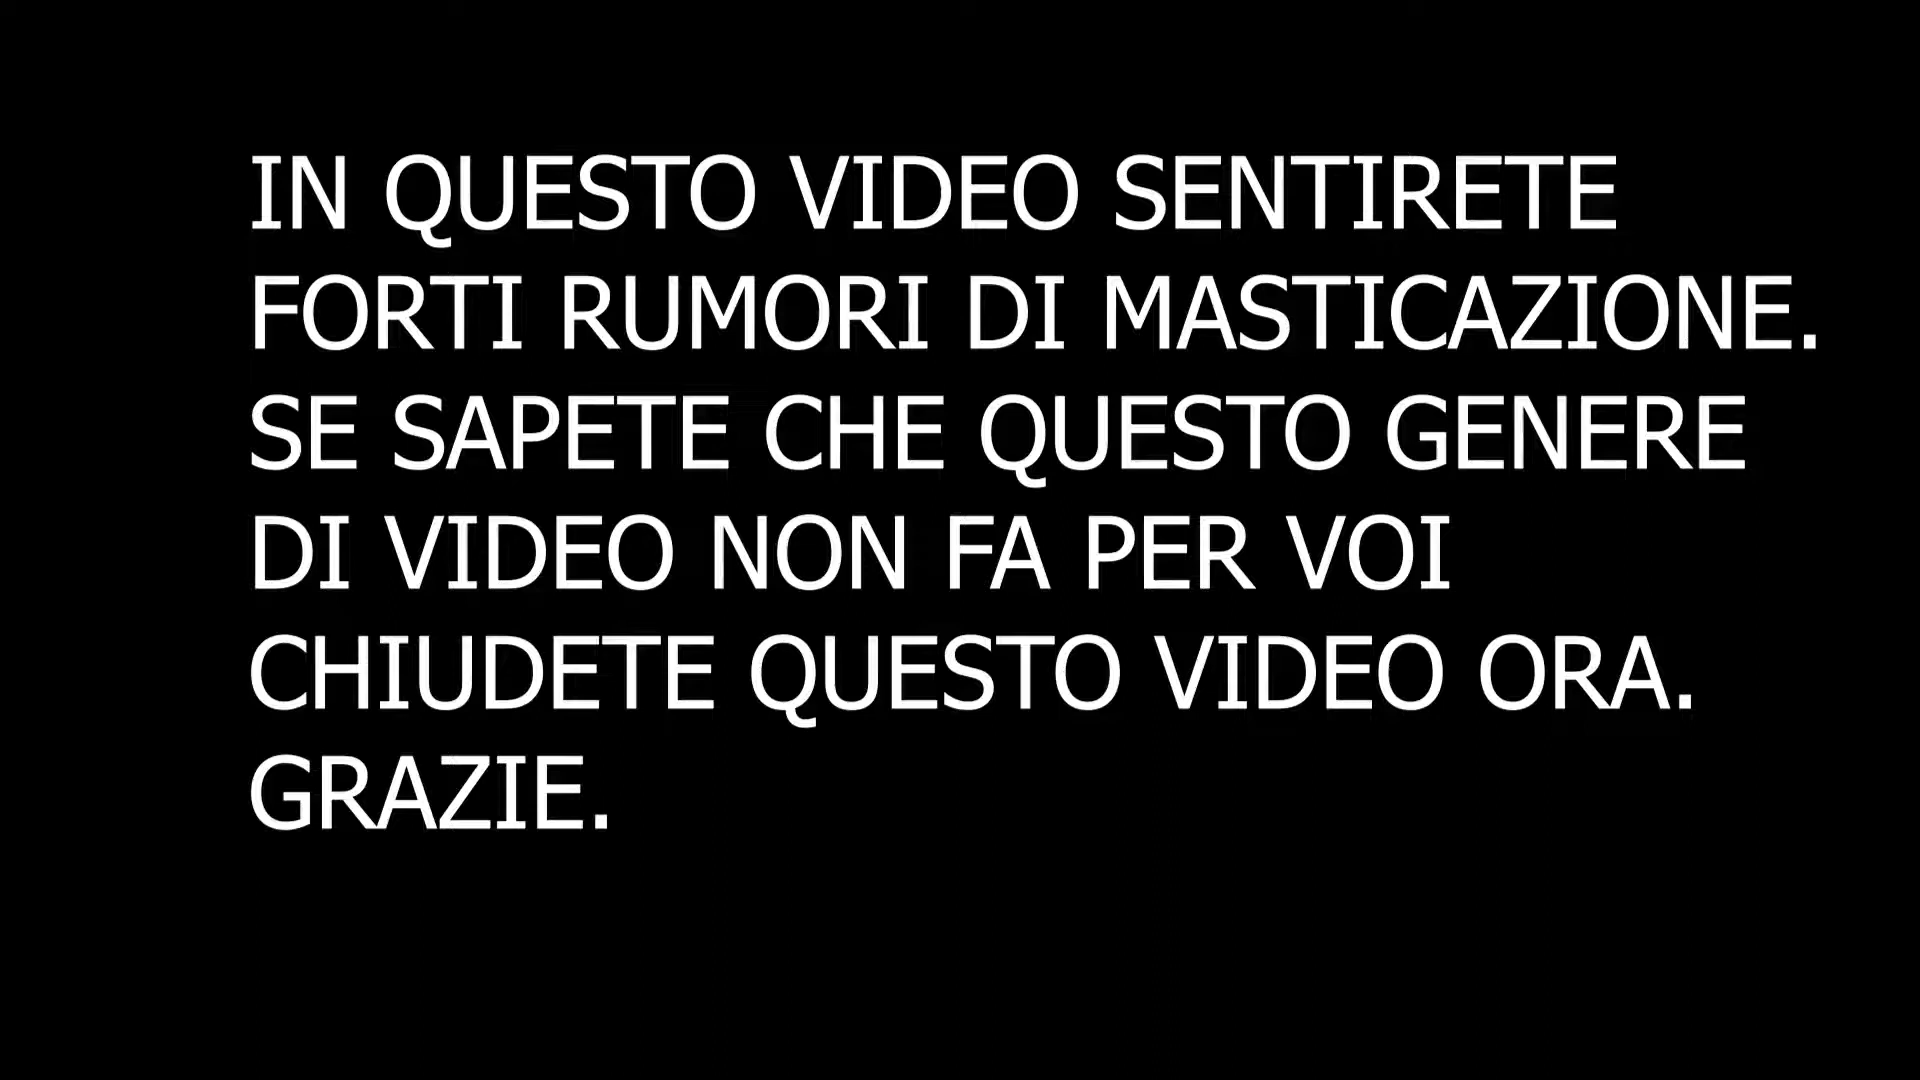 IN QUESTO VIDEO SENTIRETE
FORTI RUMORI DI MASTICAZIONE.
SE SAPETE CHE QUESTO GENERE
DI VIDEO NON FA PER VOI
CHIUDETE QUESTO VIDEO ORA.
GRAZIE.